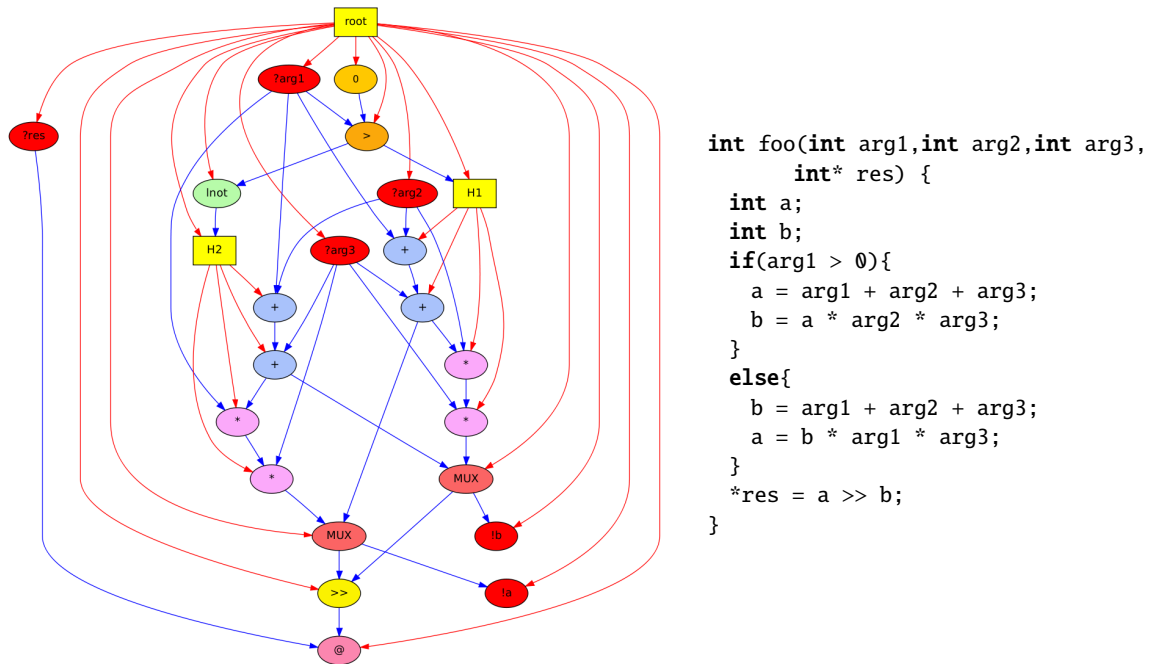 root
?arg1
0
?res
>
lnot
?arg2
H1
H2
?arg3
+
+
+
+
*
*
*
*
MUX
MUX
!b
>>
!a
@
int foo(int arg1,int arg2,int arg3,
int* res) {
int a;
int b;
if(arg1 > 0){
a = arg1 + arg2 + arg3;
b = a * arg2 * arg3;
}
else{
b = arg1 + arg2 + arg3;
a = b * arg1 * arg3;
}
*res = a >> b;
}